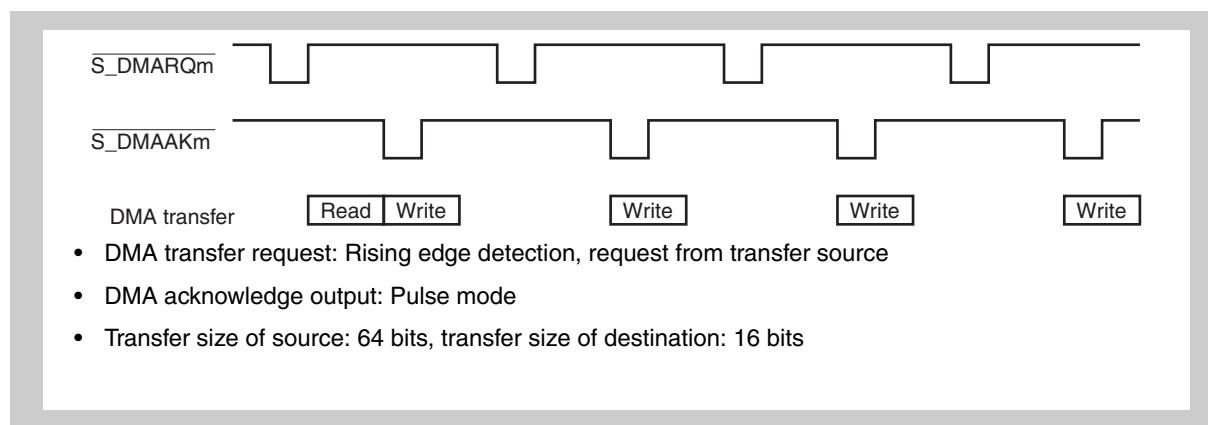 S_DMARQm
S_DMAAKm
DMA transfer Read Write Write Write Write
• DMA transfer request: Rising edge detection, request from transfer source
• DMA acknowledge output: Pulse mode
• Transfer size of source: 64 bits, transfer size of destination: 16 bits